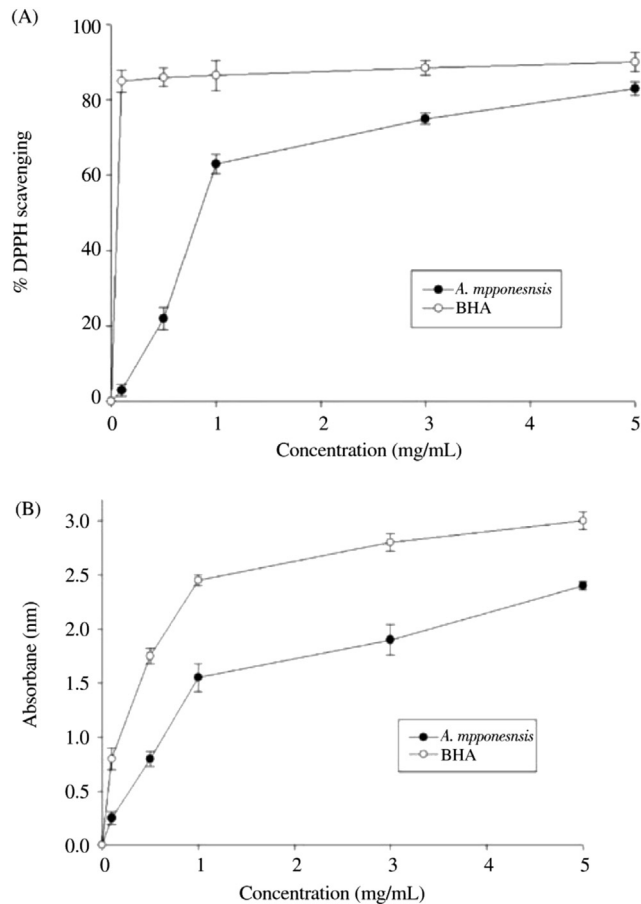 (A)
100
80
60
40
20
0
% DPPH scavenging
A. mpponesnsis
BHA
0 1 2 3 4 5
Concentration (mg/mL)
(B)
3.0
2.5
2.0
1.5
1.0
0.5
0.0
Absorbane (nm)
A. mpponesnsis
BHA
0 1 2 3 4 5
Concentration (mg/mL)